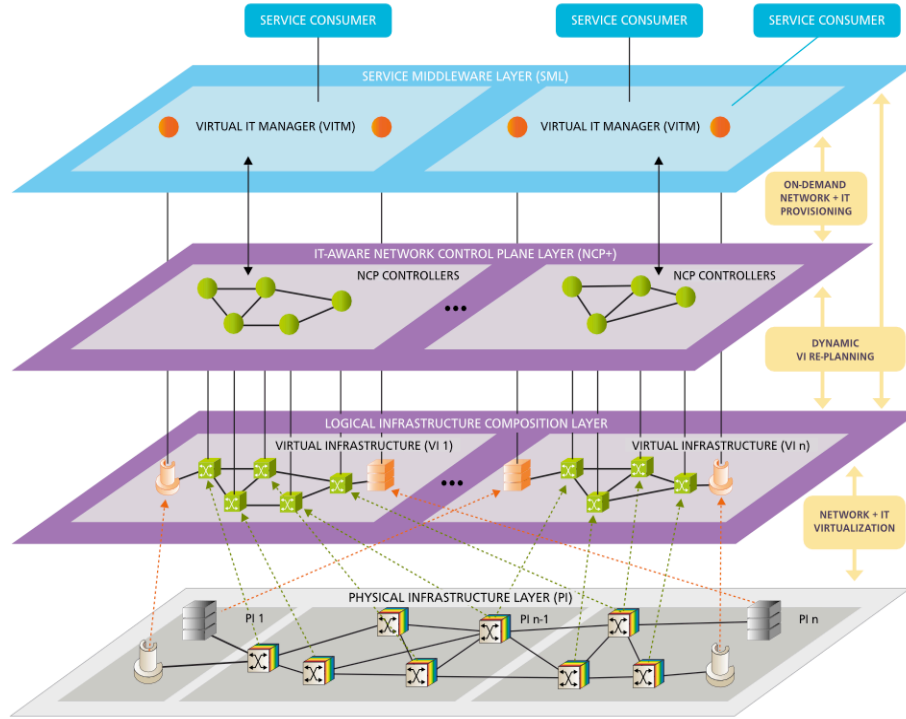 SERVICE CONSUMER
SERVICE CONSUMER
SERVICE CONSUMER
SERVICE MIDDLEWARE LAYER (SML)
VIRTUAL IT MANAGER (VITM)
VIRTUAL IT MANAGER (VITM)
ON-DEMAND
NETWORK + IT
PROVISIONING
IT-AWARE NETWORK CONTROL PLANE LAYER (NCP+)
NCP CONTROLLERS
NCP CONTROLLERS
•••
DYNAMIC
VI RE-PLANNING
LOGICAL INFRASTRUCTURE COMPOSITION LAYER
VIRTUAL INFRASTRUCTURE (VI 1)
VIRTUAL INFRASTRUCTURE (VI n)
•••
NETWORK + IT
VIRTUALIZATION
PHYSICAL INFRASTRUCTURE LAYER (PI)
PI 1
PI n-1
PI n